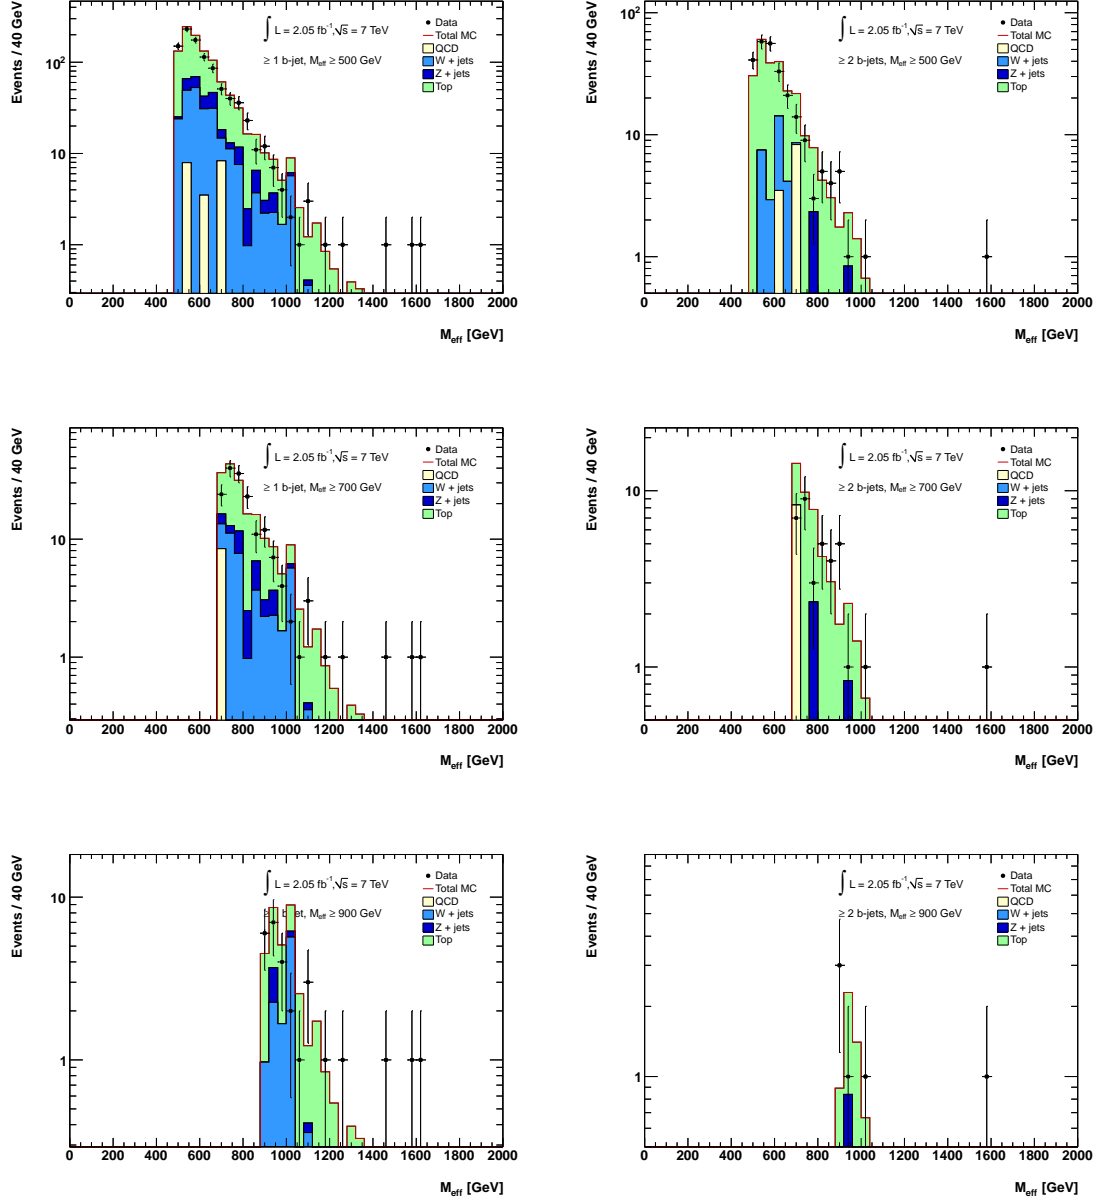 Events / 40 GeV
10²
10
1
∫ L = 2.05 fb⁻¹,√s = 7 TeV
≥ 1 b-jet, M_eff ≥ 500 GeV
Data
Total MC
QCD
W + jets
Z + jets
Top
0 200 400 600 800 1000 1200 1400 1600 1800 2000
M_eff [GeV]
Events / 40 GeV
10²
10
1
∫ L = 2.05 fb⁻¹,√s = 7 TeV
≥ 2 b-jets, M_eff ≥ 500 GeV
Data
Total MC
QCD
W + jets
Z + jets
Top
0 200 400 600 800 1000 1200 1400 1600 1800 2000
M_eff [GeV]
Events / 40 GeV
10
1
∫ L = 2.05 fb⁻¹,√s = 7 TeV
≥ 1 b-jet, M_eff ≥ 700 GeV
Data
Total MC
QCD
W + jets
Z + jets
Top
0 200 400 600 800 1000 1200 1400 1600 1800 2000
M_eff [GeV]
Events / 40 GeV
10
1
∫ L = 2.05 fb⁻¹,√s = 7 TeV
≥ 2 b-jets, M_eff ≥ 700 GeV
Data
Total MC
QCD
W + jets
Z + jets
Top
0 200 400 600 800 1000 1200 1400 1600 1800 2000
M_eff [GeV]
Events / 40 GeV
10
1
∫ L = 2.05 fb⁻¹,√s = 7 TeV
≥ b-jet, M_eff ≥ 900 GeV
Data
Total MC
QCD
W + jets
Z + jets
Top
0 200 400 600 800 1000 1200 1400 1600 1800 2000
M_eff [GeV]
Events / 40 GeV
1
∫ L = 2.05 fb⁻¹,√s = 7 TeV
≥ 2 b-jets, M_eff ≥ 900 GeV
Data
Total MC
QCD
W + jets
Z + jets
Top
0 200 400 600 800 1000 1200 1400 1600 1800 2000
M_eff [GeV]